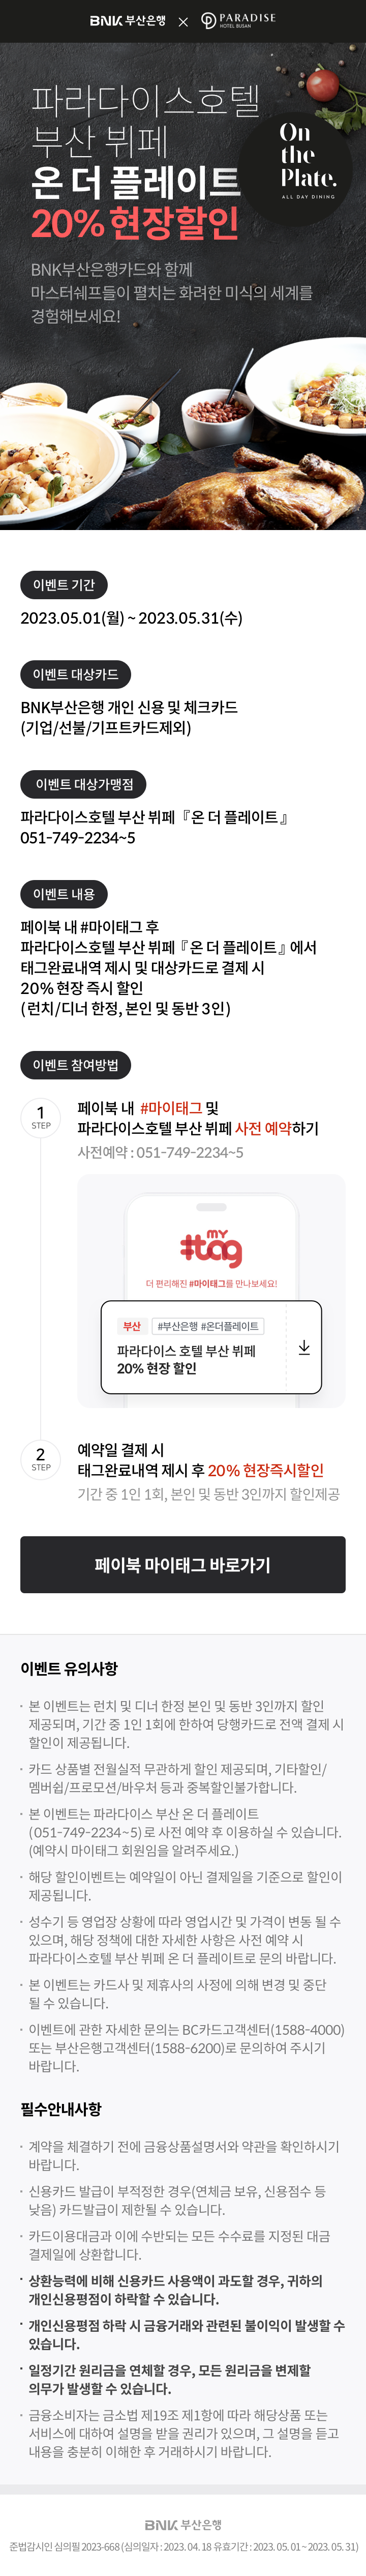 BNK 부산은행 × PARADISE
HOTEL BUSAN
파라다이스호텔
부산 뷔페
온 더 플레이트
20% 현장할인
On
the
Plate.
ALL DAY DINING
BNK부산은행카드와 함께
마스터쉐프들이 펼치는 화려한 미식의 세계를
경험해보세요!
이벤트 기간
2023.05.01(월) ~ 2023.05.31(수)
이벤트 대상카드
BNK부산은행 개인 신용 및 체크카드
(기업/선불/기프트카드제외)
이벤트 대상가맹점
파라다이스호텔 부산 뷔페 『온 더 플레이트』
051-749-2234~5
이벤트 내용
페이북 내 #마이태그 후
파라다이스호텔 부산 뷔페『온 더 플레이트』에서
태그완료내역 제시 및 대상카드로 결제 시
20% 현장 즉시 할인
(런치/디너 한정, 본인 및 동반 3인)
이벤트 참여방법
1
STEP
페이북 내 #마이태그 및
파라다이스호텔 부산 뷔페 사전 예약하기
사전예약 : 051-749-2234~5
my
#tag
더 편리해진 #마이태그를 만나보세요!
부산 #부산은행 #온더플레이트
파라다이스 호텔 부산 뷔페
20% 현장 할인
2
STEP
예약일 결제 시
태그완료내역 제시 후 20% 현장즉시할인
기간 중 1인 1회, 본인 및 동반 3인까지 할인제공
페이북 마이태그 바로가기
이벤트 유의사항
· 본 이벤트는 런치 및 디너 한정 본인 및 동반 3인까지 할인
제공되며, 기간 중 1인 1회에 한하여 당행카드로 전액 결제 시
할인이 제공됩니다.
· 카드 상품별 전월실적 무관하게 할인 제공되며, 기타할인/
멤버쉽/프로모션/바우처 등과 중복할인불가합니다.
· 본 이벤트는 파라다이스 부산 온 더 플레이트
(051-749-2234~5)로 사전 예약 후 이용하실 수 있습니다.
(예약시 마이태그 회원임을 알려주세요.)
· 해당 할인이벤트는 예약일이 아닌 결제일을 기준으로 할인이
제공됩니다.
· 성수기 등 영업장 상황에 따라 영업시간 및 가격이 변동 될 수
있으며, 해당 정책에 대한 자세한 사항은 사전 예약 시
파라다이스호텔 부산 뷔페 온 더 플레이트로 문의 바랍니다.
· 본 이벤트는 카드사 및 제휴사의 사정에 의해 변경 및 중단
될 수 있습니다.
· 이벤트에 관한 자세한 문의는 BC카드고객센터(1588-4000)
또는 부산은행고객센터(1588-6200)로 문의하여 주시기
바랍니다.
필수안내사항
· 계약을 체결하기 전에 금융상품설명서와 약관을 확인하시기
바랍니다.
· 신용카드 발급이 부적정한 경우(연체금 보유, 신용점수 등
낮음) 카드발급이 제한될 수 있습니다.
· 카드이용대금과 이에 수반되는 모든 수수료를 지정된 대금
결제일에 상환합니다.
· 상환능력에 비해 신용카드 사용액이 과도할 경우, 귀하의
개인신용평점이 하락할 수 있습니다.
· 개인신용평점 하락 시 금융거래와 관련된 불이익이 발생할 수
있습니다.
· 일정기간 원리금을 연체할 경우, 모든 원리금을 변제할
의무가 발생할 수 있습니다.
· 금융소비자는 금소법 제19조 제1항에 따라 해당상품 또는
서비스에 대하여 설명을 받을 권리가 있으며, 그 설명을 듣고
내용을 충분히 이해한 후 거래하시기 바랍니다.
BNK 부산은행
준법감시인 심의필 2023-668 (심의일자 : 2023. 04. 18 유효기간 : 2023. 05. 01 ~ 2023. 05. 31)